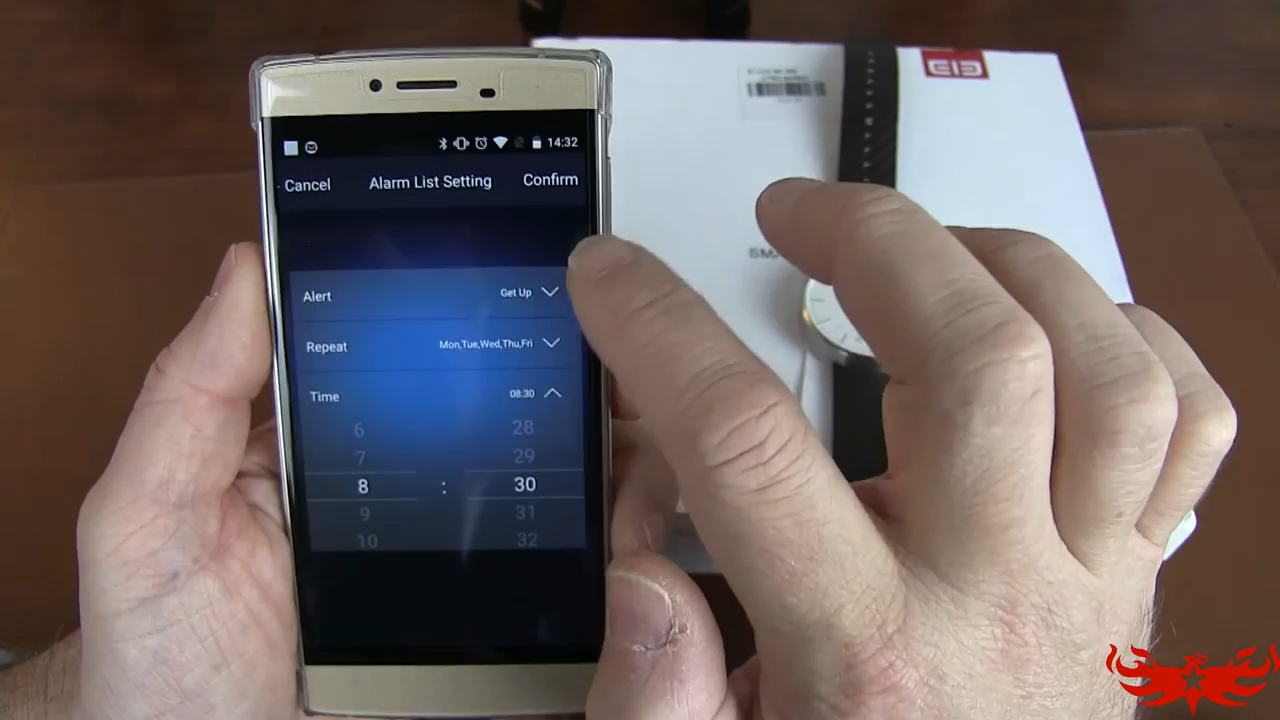 14:32
Cancel Alarm List Setting Confirm
Alert Get Up
Repeat Mon,Tue,Wed,Thu,Fri
Time 08:30
6 28
7 29
8 : 30
9 31
10 32